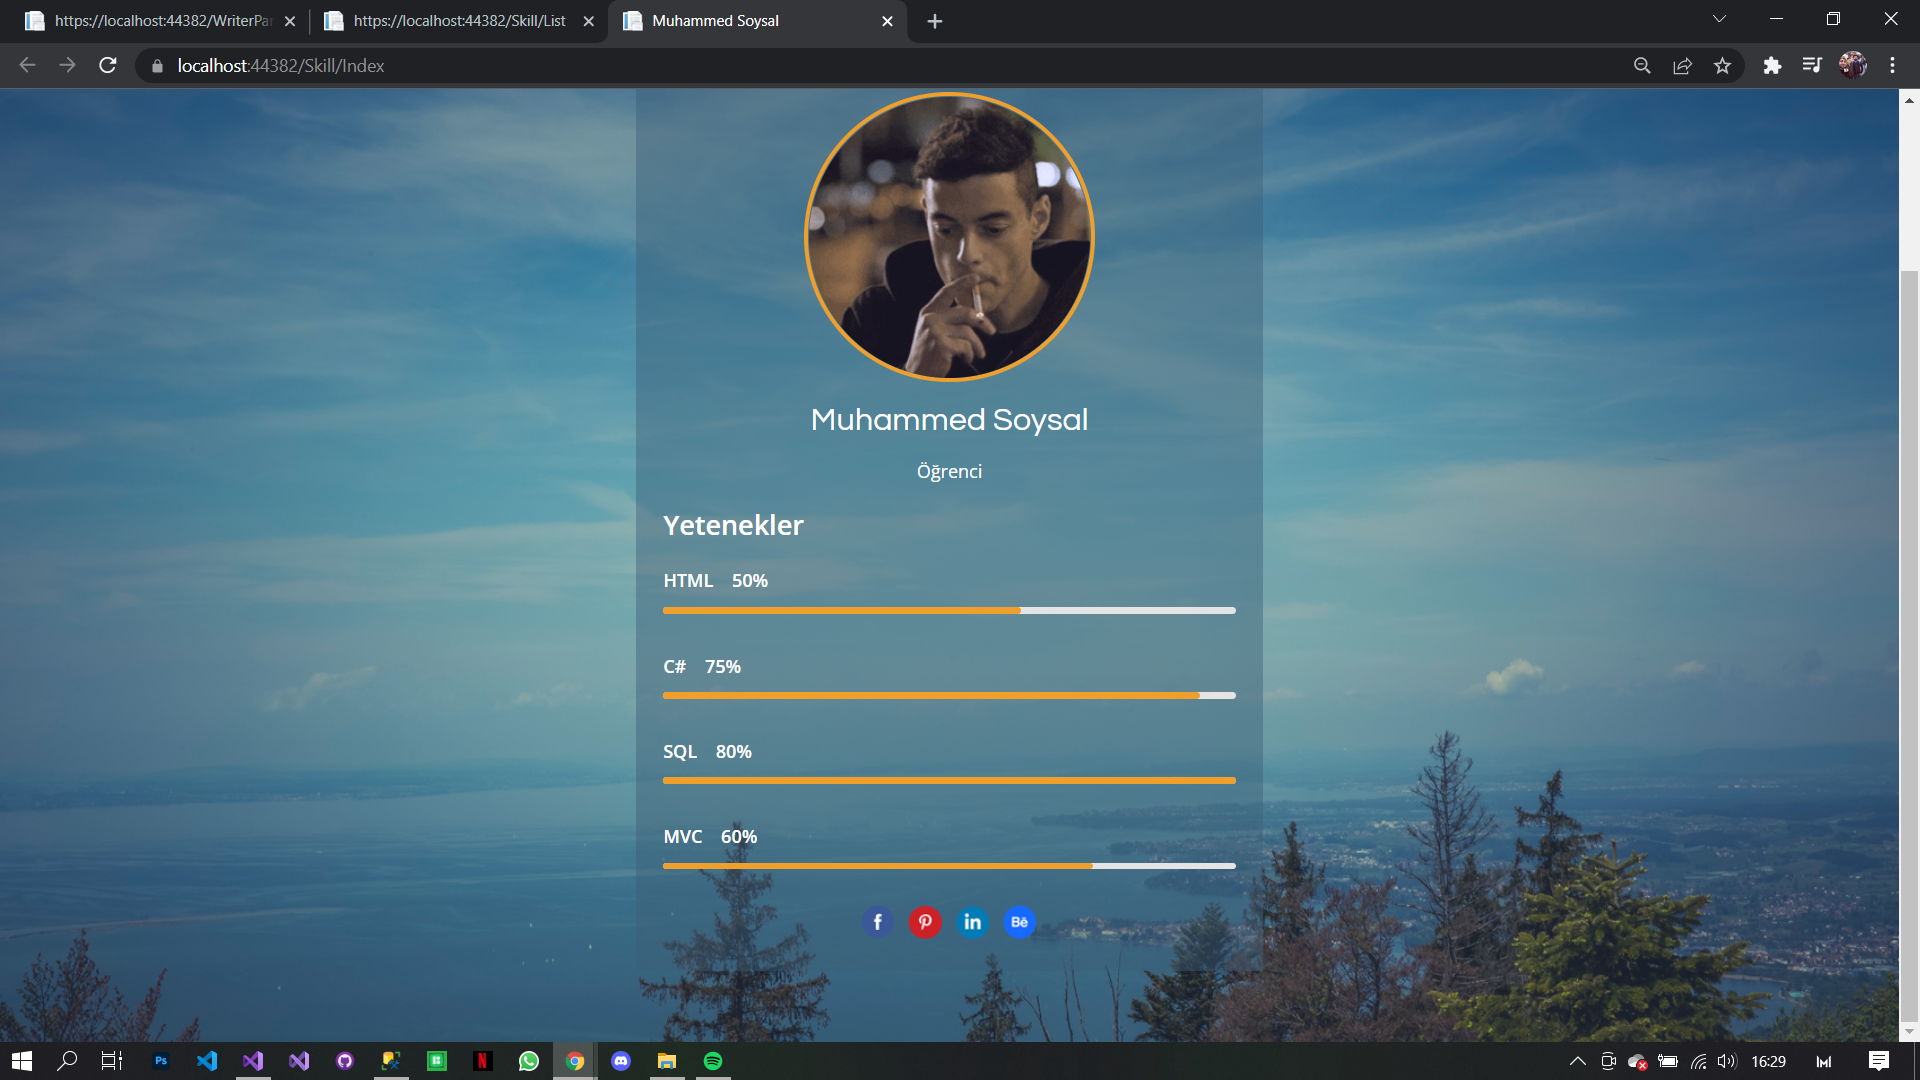 https://localhost:44382/WriterPar
https://localhost:44382/Skill/List
Muhammed Soysal
localhost:44382/Skill/Index
Muhammed Soysal
Öğrenci
Yetenekler
HTML 50%
C# 75%
SQL 80%
MVC 60%
f
in
Bē
Ps
N
16:29